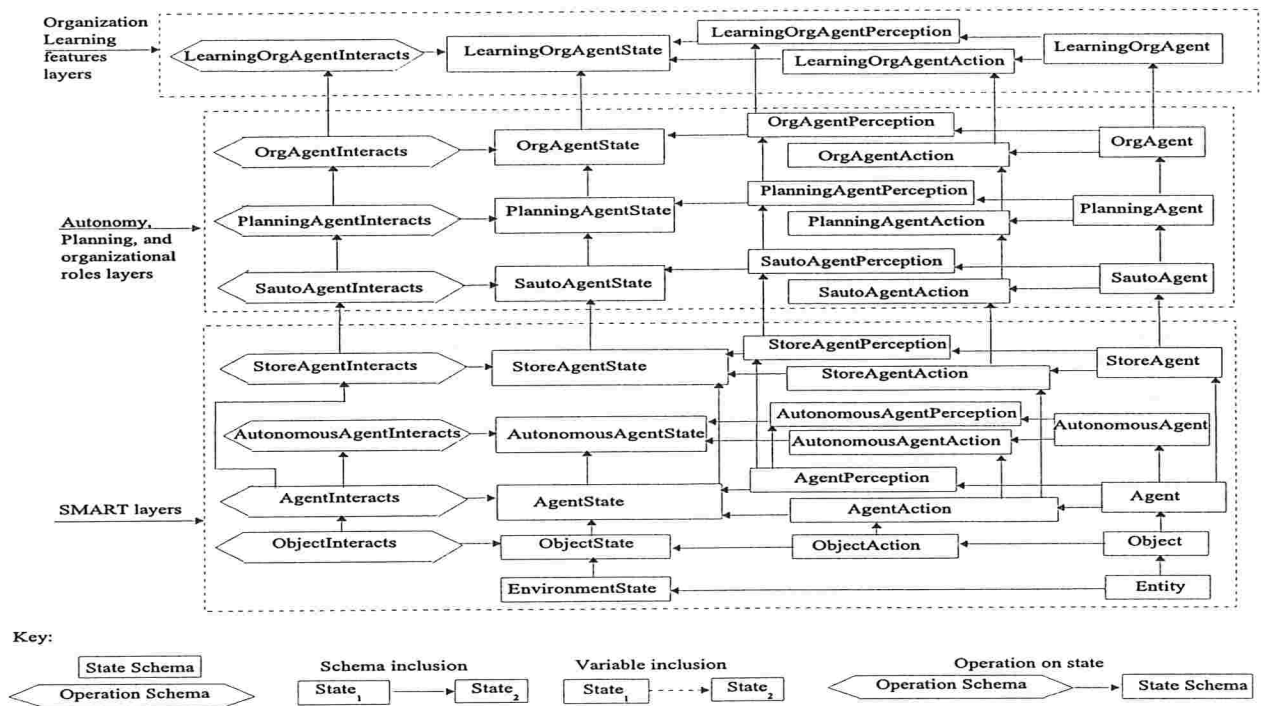 Organization
Learning
features
layers
LearningOrgAgentInteracts
LearningOrgAgentState
LearningOrgAgentPerception
LearningOrgAgentAction
LearningOrgAgent
Autonomy,
Planning, and
organizational
roles layers
OrgAgentInteracts
OrgAgentState
OrgAgentPerception
OrgAgentAction
OrgAgent
PlanningAgentInteracts
PlanningAgentState
PlanningAgentPerception
PlanningAgentAction
PlanningAgent
SautoAgentInteracts
SautoAgentState
SautoAgentPerception
SautoAgentAction
SautoAgent
SMART layers
StoreAgentInteracts
StoreAgentState
StoreAgentPerception
StoreAgentAction
StoreAgent
AutonomousAgentInteracts
AutonomousAgentState
AutonomousAgentPerception
AutonomousAgentAction
AutonomousAgent
AgentInteracts
AgentState
AgentPerception
AgentAction
Agent
ObjectInteracts
ObjectState
ObjectAction
Object
EnvironmentState
Entity
Key:
State Schema
Operation Schema
Schema inclusion
State1
State2
Variable inclusion
State1
State2
Operation on state
Operation Schema
State Schema